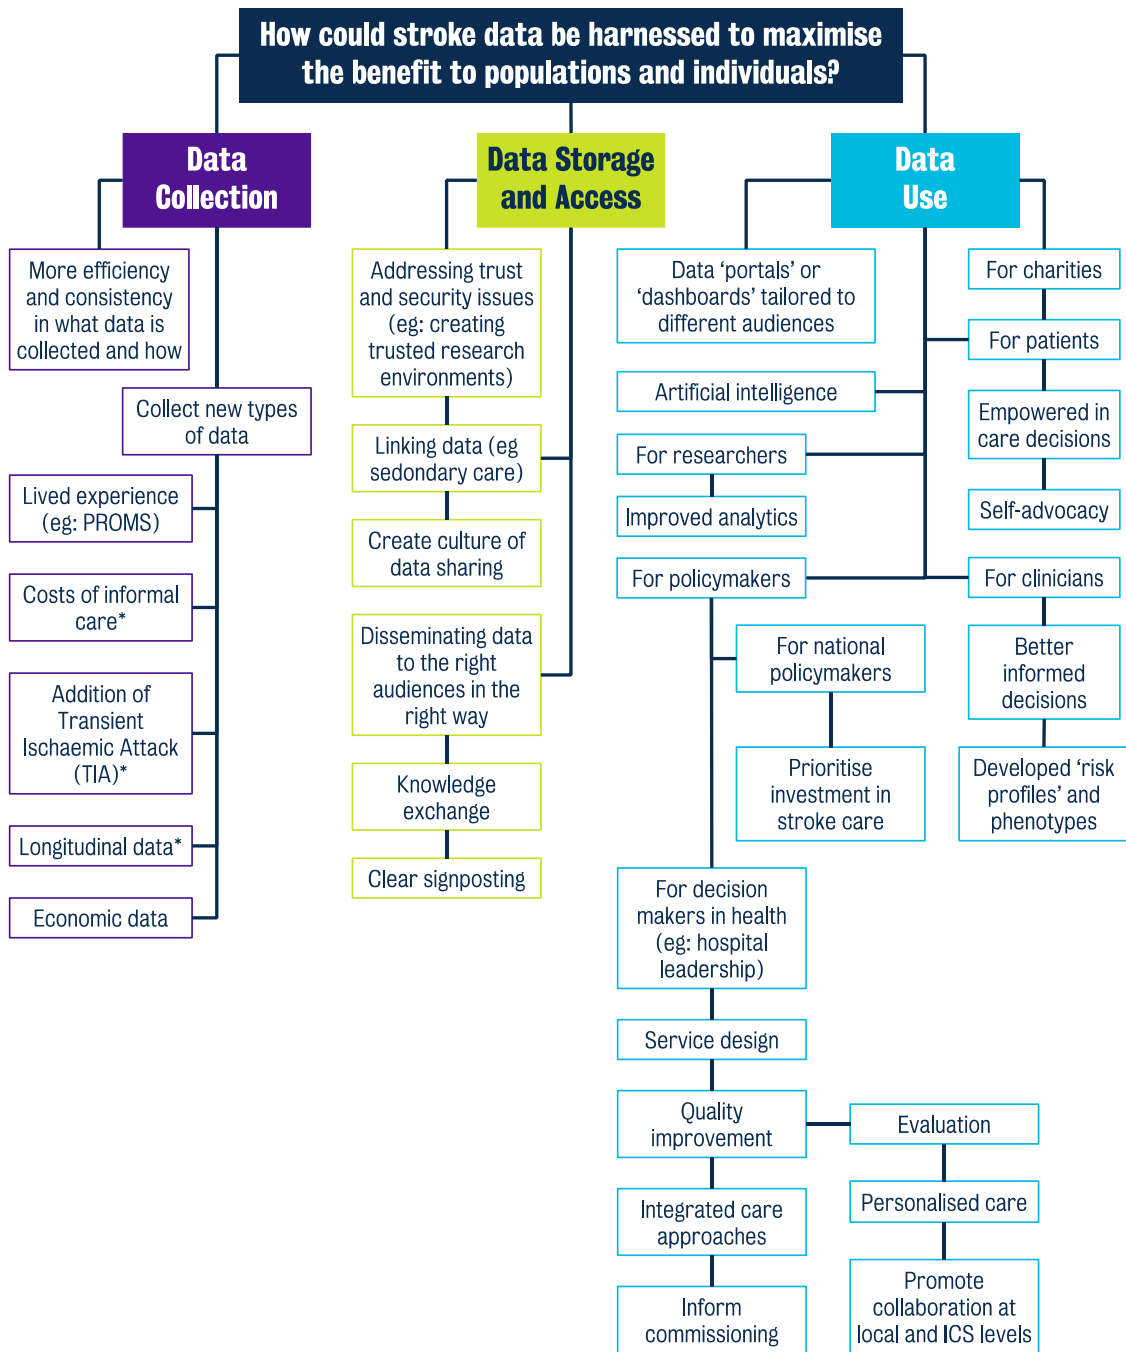 How could stroke data be harnessed to maximise
the benefit to populations and individuals?
Data
Collection
More efficiency
and consistency
in what data is
collected and how
Collect new types
of data
Lived experience
(eg: PROMS)
Costs of informal
care*
Addition of
Transient
Ischaemic Attack
(TIA)*
Longitudinal data*
Economic data
Data Storage
and Access
Addressing trust
and security issues
(eg: creating
trusted research
environments)
Linking data (eg
sedondary care)
Create culture of
data sharing
Disseminating data
to the right
audiences in the
right way
Knowledge
exchange
Clear signposting
Data
Use
Data ‘portals’ or
‘dashboards’ tailored to
different audiences
Artificial intelligence
For researchers
Improved analytics
For policymakers
For national
policymakers
Prioritise
investment in
stroke care
For decision
makers in health
(eg: hospital
leadership)
Service design
Quality
improvement
Integrated care
approaches
Inform
commissioning
Evaluation
Personalised care
Promote
collaboration at
local and ICS levels
For charities
For patients
Empowered in
care decisions
Self-advocacy
For clinicians
Better
informed
decisions
Developed ‘risk
profiles’ and
phenotypes